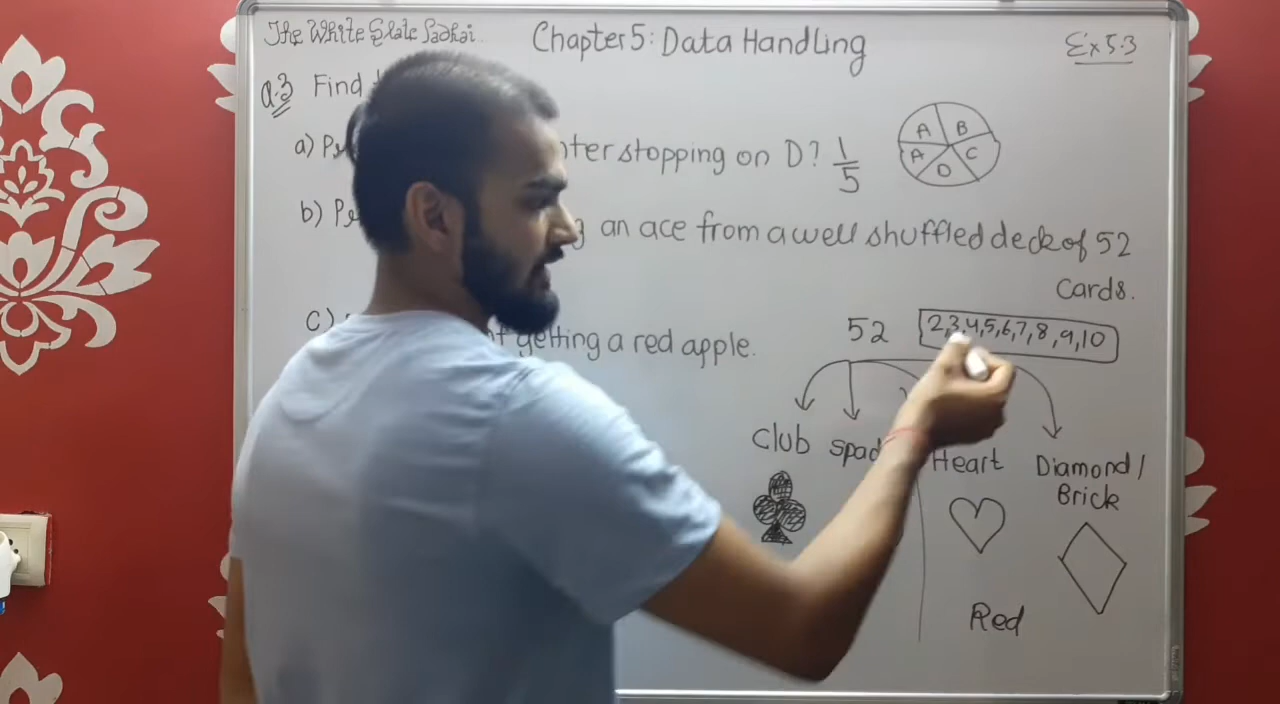 The White Slate Padhai
Chapter 5: Data Handling
Ex 5.3
Q.3 Find
a) stopping on D? 1/5
A B
A D C
b) an ace from a well shuffled deck of 52
cards.
c) getting a red apple.
52
2,3,4,5,6,7,8,9,10
Club Heart Diamond/
Brick
Red